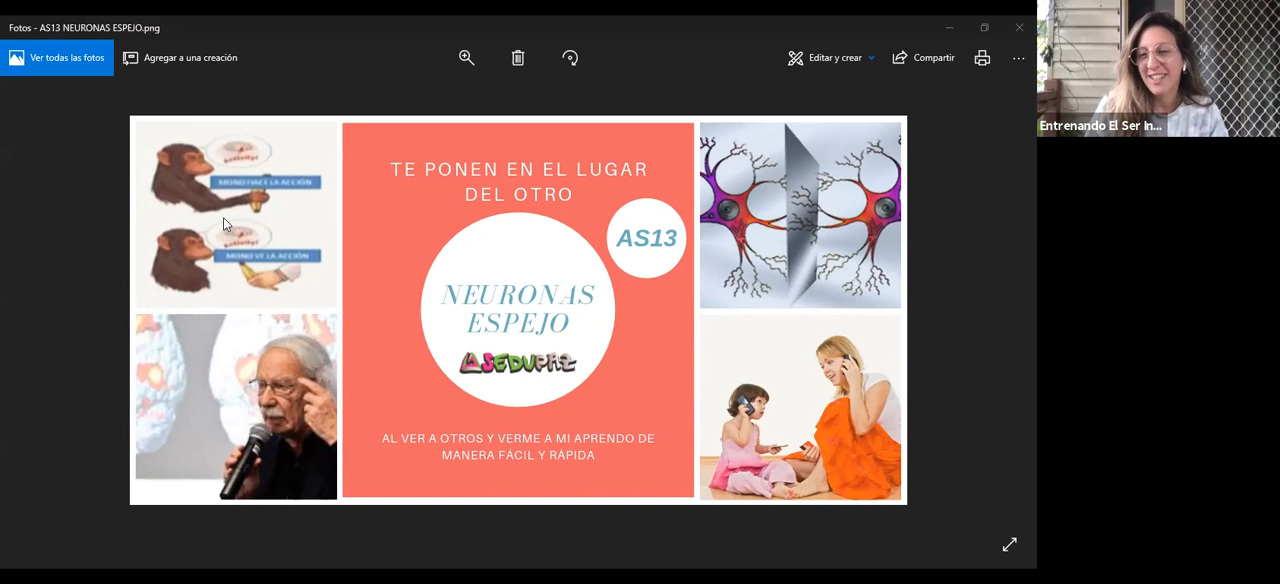 Fotos - AS13 NEURONAS ESPEJO.png
Ver todas las fotos
Agregar a una creación
Editar y crear
Compartir
Entrenando El Ser In...
MONO HACE LA ACCIÓN
MONO VE LA ACCIÓN
TE PONEN EN EL LUGAR
DEL OTRO
AS13
NEURONAS
ESPEJO
ASEDUPAZ
AL VER A OTROS Y VERME A MI APRENDO DE
MANERA FÁCIL Y RÁPIDA